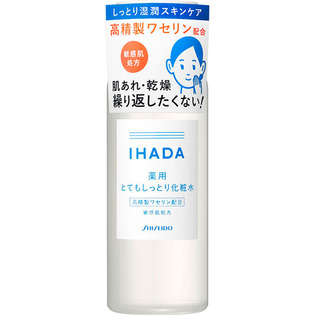 しっとり湿潤スキンケア
高精製ワセリン配合
敏感肌
処方
肌あれ・乾燥
繰り返したくない!
IHADA
薬用
とてもしっとり化粧水
高精製ワセリン配合
敏感肌処方
SHISEIDO